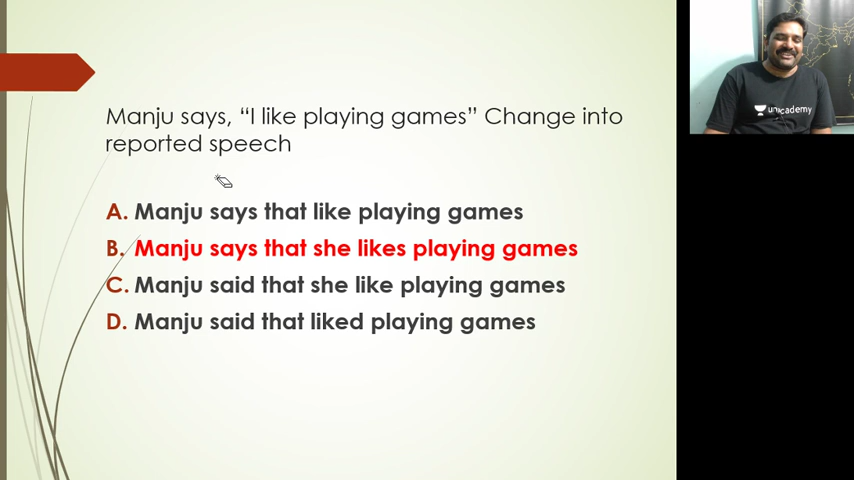 Manju says, “I like playing games” Change into
reported speech
A. Manju says that like playing games
B. Manju says that she likes playing games
C. Manju said that she like playing games
D. Manju said that liked playing games
unacademy